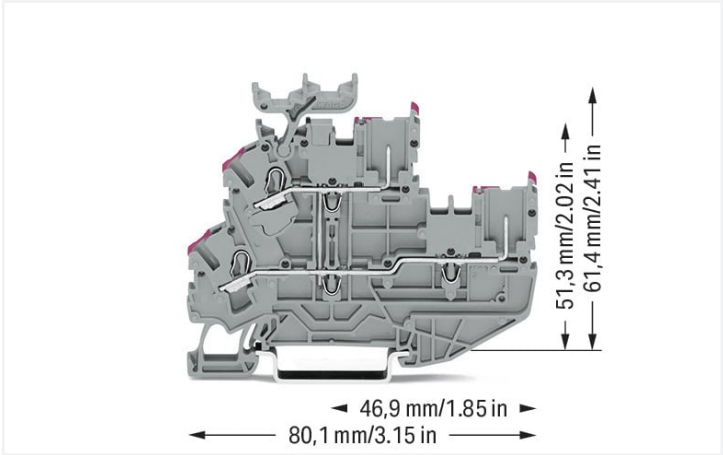 51,3 mm/2.02 in
61,4 mm/2.41 in
46,9 mm/1.85 in
80,1 mm/3.15 in